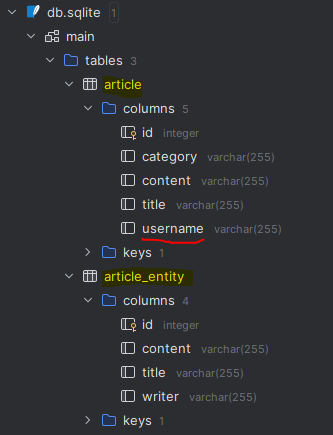 db.sqlite 1
main
tables 3
article
columns 5
id integer
category varchar(255)
content varchar(255)
title varchar(255)
username varchar(255)
keys 1
article_entity
columns 4
id integer
content varchar(255)
title varchar(255)
writer varchar(255)
keys 1